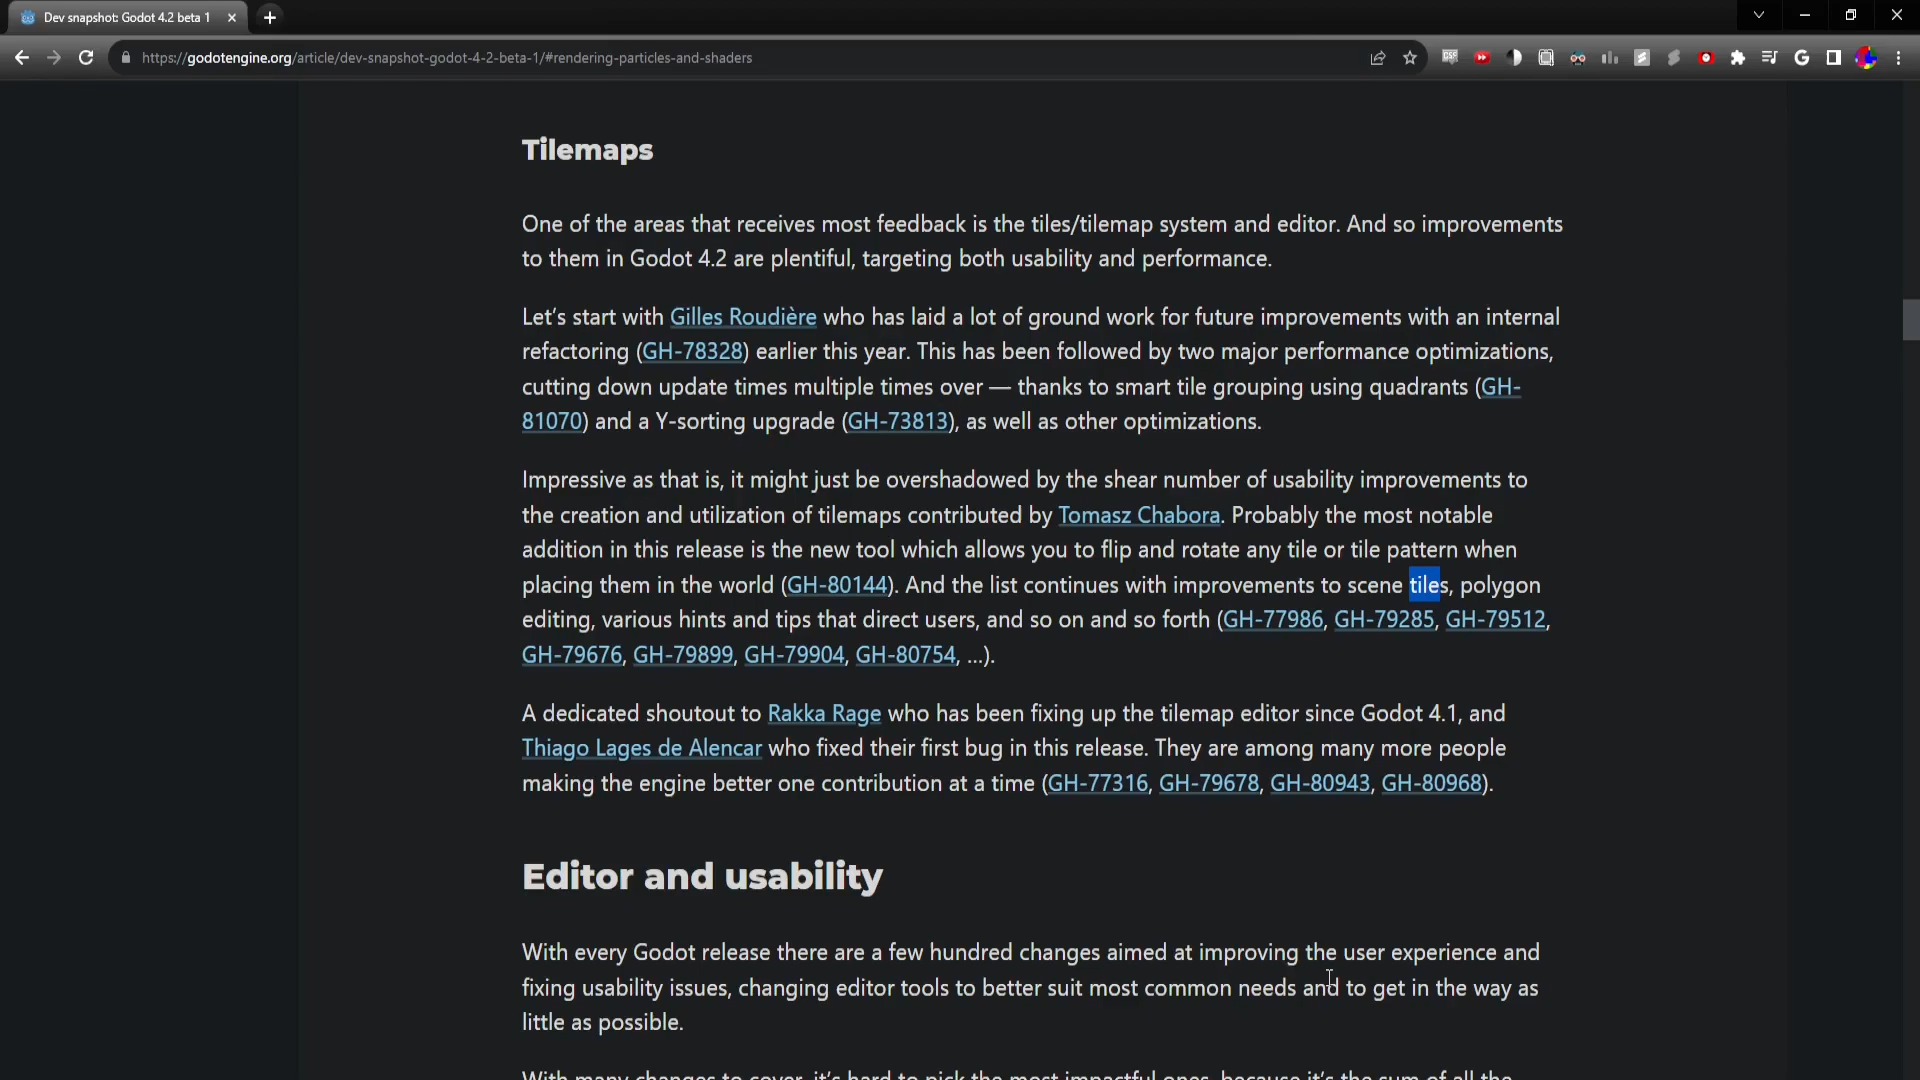 Dev snapshot: Godot 4.2 beta 1
https://godotengine.org/article/dev-snapshot-godot-4-2-beta-1/#rendering-particles-and-shaders
Tilemaps
One of the areas that receives most feedback is the tiles/tilemap system and editor. And so improvements
to them in Godot 4.2 are plentiful, targeting both usability and performance.
Let’s start with Gilles Roudière who has laid a lot of ground work for future improvements with an internal
refactoring (GH-78328) earlier this year. This has been followed by two major performance optimizations,
cutting down update times multiple times over — thanks to smart tile grouping using quadrants (GH-
81070) and a Y-sorting upgrade (GH-73813), as well as other optimizations.
Impressive as that is, it might just be overshadowed by the shear number of usability improvements to
the creation and utilization of tilemaps contributed by Tomasz Chabora. Probably the most notable
addition in this release is the new tool which allows you to flip and rotate any tile or tile pattern when
placing them in the world (GH-80144). And the list continues with improvements to scene tiles, polygon
editing, various hints and tips that direct users, and so on and so forth (GH-77986, GH-79285, GH-79512,
GH-79676, GH-79899, GH-79904, GH-80754, ...).
A dedicated shoutout to Rakka Rage who has been fixing up the tilemap editor since Godot 4.1, and
Thiago Lages de Alencar who fixed their first bug in this release. They are among many more people
making the engine better one contribution at a time (GH-77316, GH-79678, GH-80943, GH-80968).
Editor and usability
With every Godot release there are a few hundred changes aimed at improving the user experience and
fixing usability issues, changing editor tools to better suit most common needs and to get in the way as
little as possible.
With many changes to cover, it’s hard to pick the most impactful ones, because it’s the sum of all the